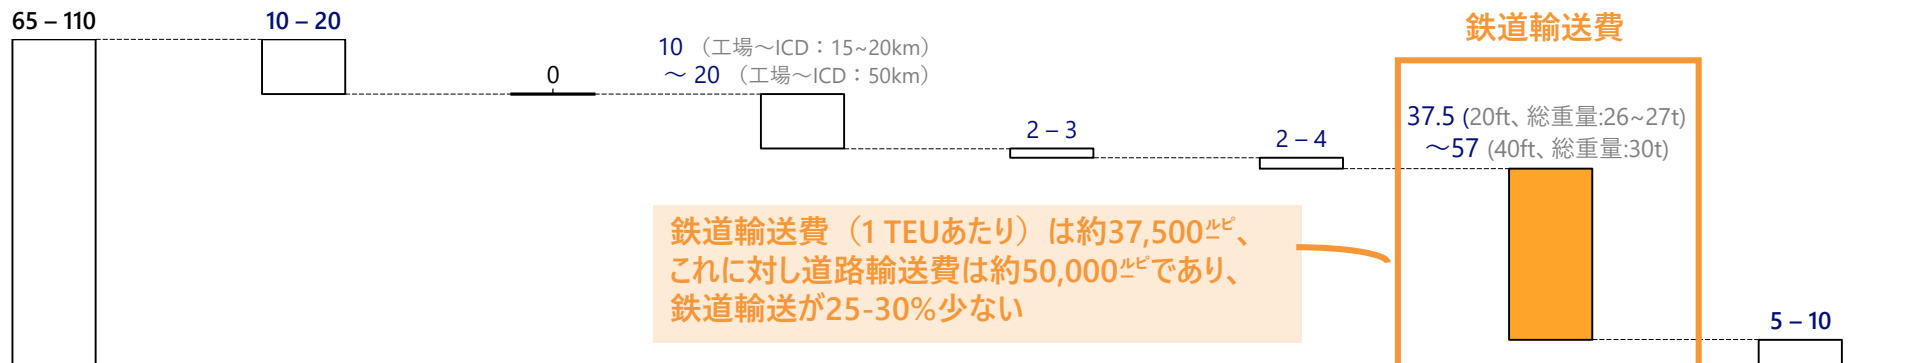 65 – 110
10 – 20
0
10 （工場～ICD：15~20km）
～ 20 （工場～ICD：50km）
2 – 3
2 – 4
鉄道輸送費
37.5 (20ft、総重量:26~27t)
～57 (40ft、総重量:30t)
鉄道輸送費（1 TEUあたり）は約37,500ルピー、
これに対し道路輸送費は約50,000ルピーであり、
鉄道輸送が25-30%少ない
5 – 10